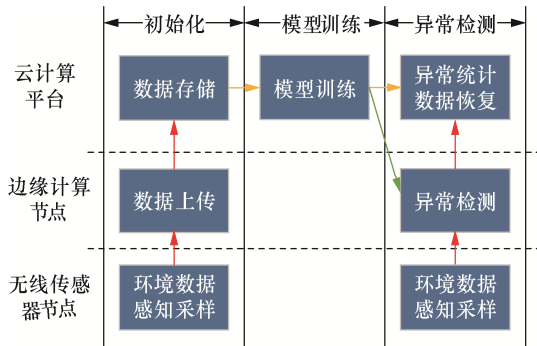 初始化
模型训练
异常检测
云计算
平台
数据存储
模型训练
异常统计
数据恢复
边缘计算
节点
数据上传
异常检测
无线传感
器节点
环境数据
感知采样
环境数据
感知采样